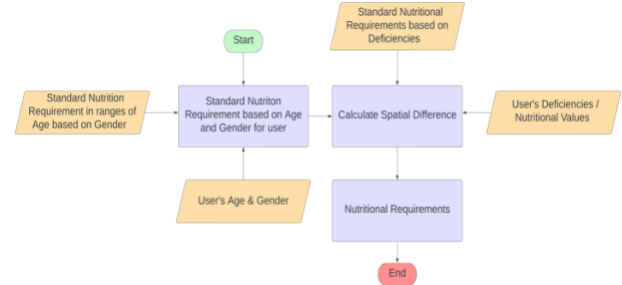 Standard Nutritional
Requirements based on
Deficiencies
Start
Standard Nutrition
Requirement in ranges of
Age based on Gender
Standard Nutriton
Requirement based on Age
and Gender for user
Calculate Spatial Difference
User's Deficiencies /
Nutritional Values
User's Age & Gender
Nutritional Requirements
End